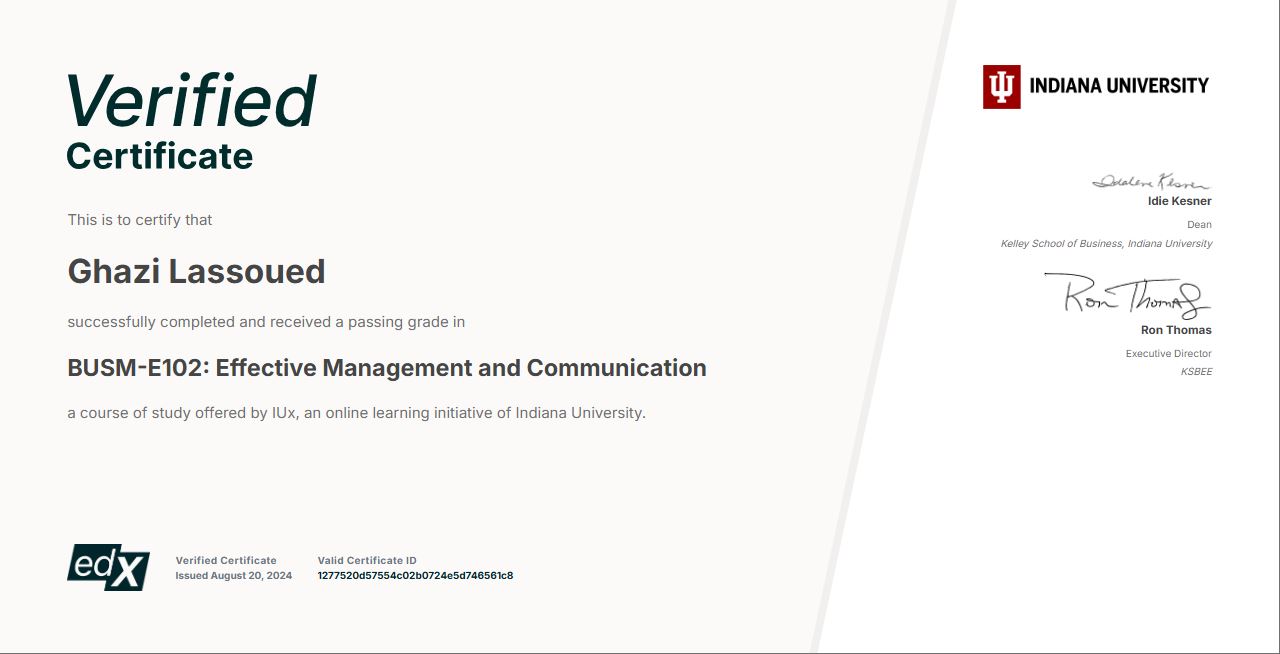 Verified
Certificate
This is to certify that
Ghazi Lassoued
successfully completed and received a passing grade in
BUSM-E102: Effective Management and Communication
a course of study offered by IUx, an online learning initiative of Indiana University.
edX
Verified Certificate
Issued August 20, 2024
Valid Certificate ID
1277520d57554c02b0724e5d746561c8
INDIANA UNIVERSITY
Idalene Kesner
Idie Kesner
Dean
Kelley School of Business, Indiana University
Ron Thomas
Ron Thomas
Executive Director
KSBEE